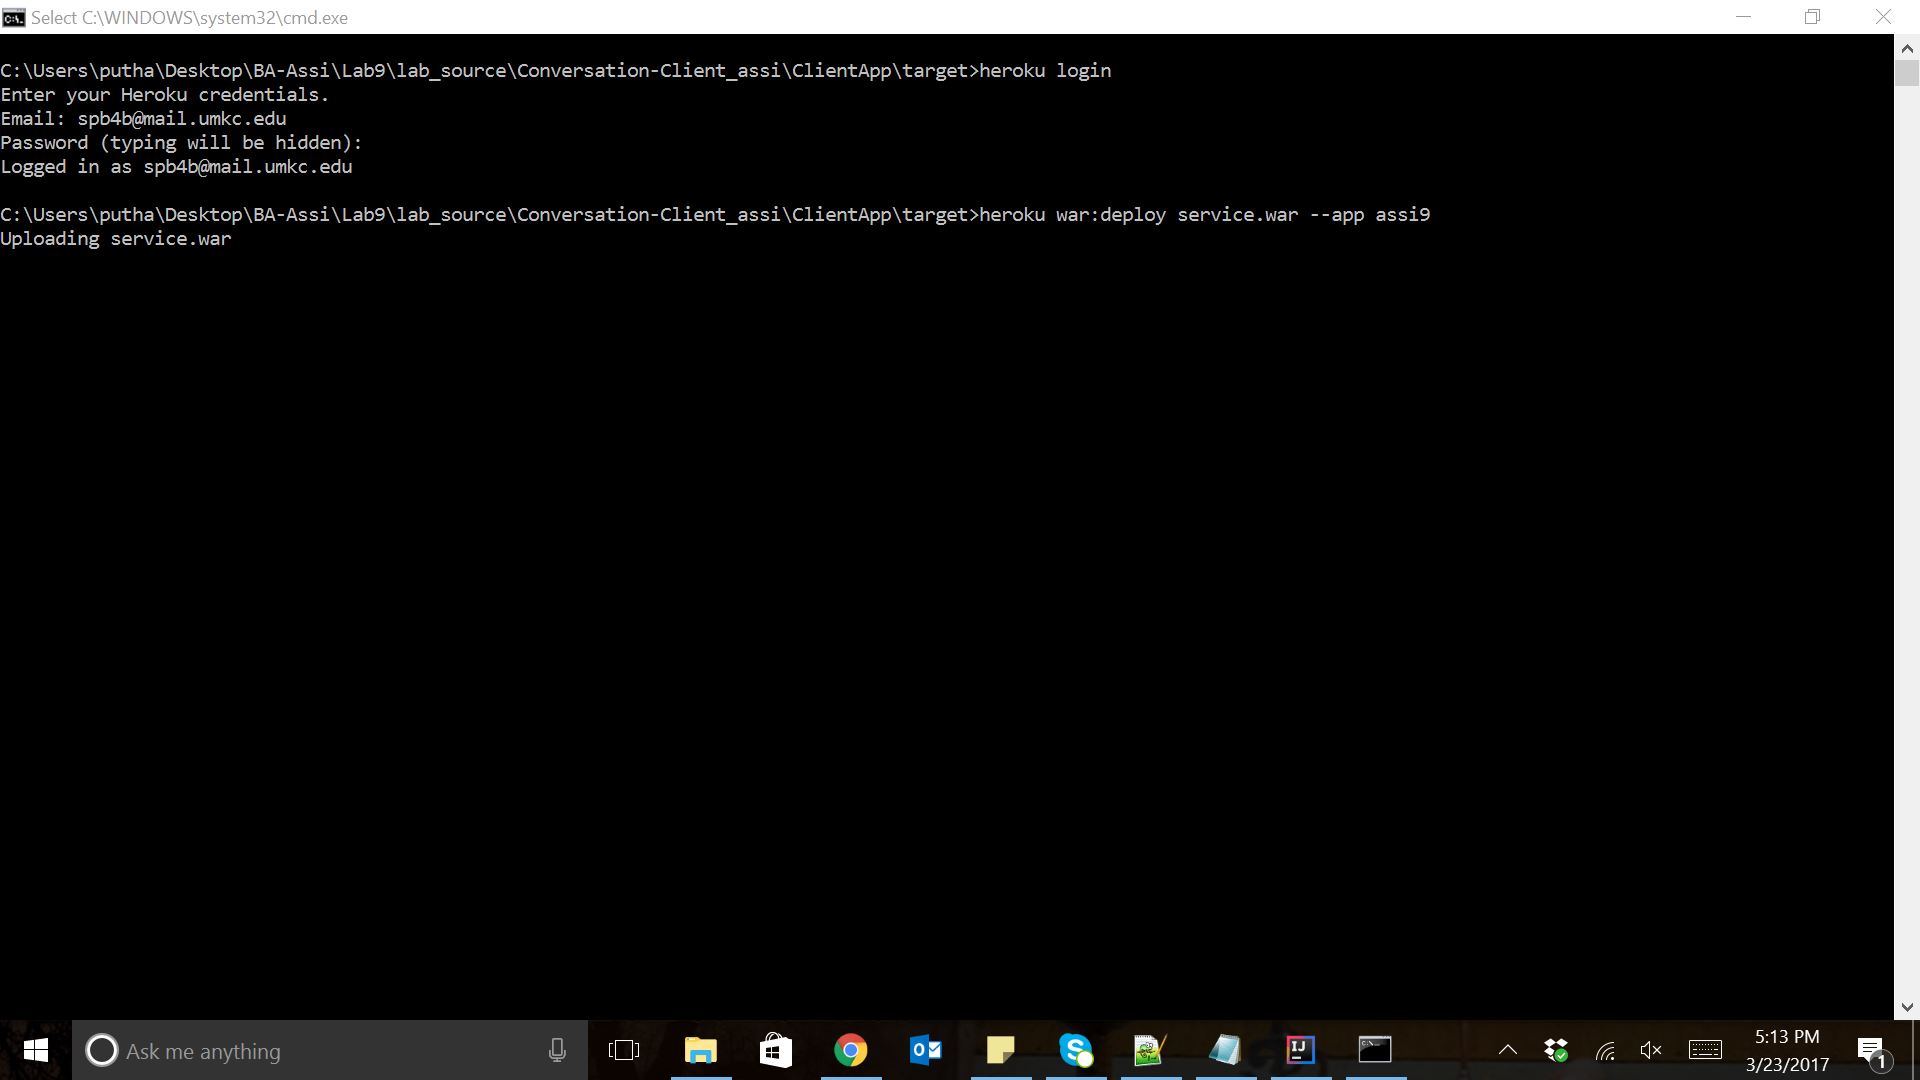 Select C:\WINDOWS\system32\cmd.exe
C:\Users\putha\Desktop\BA-Assi\Lab9\lab_source\Conversation-Client_assi\ClientApp\target>heroku login
Enter your Heroku credentials.
Email: spb4b@mail.umkc.edu
Password (typing will be hidden):
Logged in as spb4b@mail.umkc.edu
C:\Users\putha\Desktop\BA-Assi\Lab9\lab_source\Conversation-Client_assi\ClientApp\target>heroku war:deploy service.war --app assi9
Uploading service.war
Ask me anything
5:13 PM
3/23/2017
1